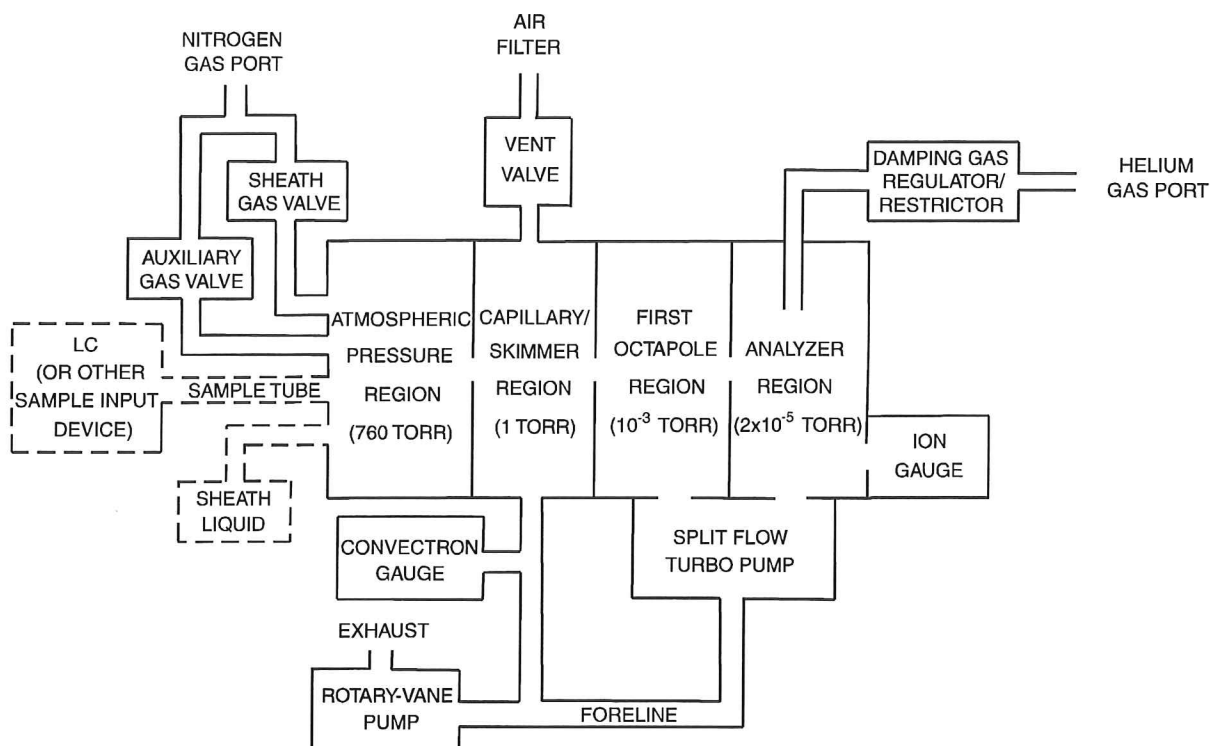 NITROGEN
GAS PORT
AIR
FILTER
SHEATH
GAS VALVE
VENT
VALVE
DAMPING GAS
REGULATOR/
RESTRICTOR
HELIUM
GAS PORT
AUXILIARY
GAS VALVE
LC
(OR OTHER
SAMPLE INPUT
DEVICE)
SAMPLE TUBE
SHEATH
LIQUID
ATMOSPHERIC
PRESSURE
REGION
(760 TORR)
CAPILLARY/
SKIMMER
REGION
(1 TORR)
FIRST
OCTAPOLE
REGION
(10⁻³ TORR)
ANALYZER
REGION
(2x10⁻⁵ TORR)
ION
GAUGE
CONVECTRON
GAUGE
SPLIT FLOW
TURBO PUMP
EXHAUST
ROTARY-VANE
PUMP
FORELINE